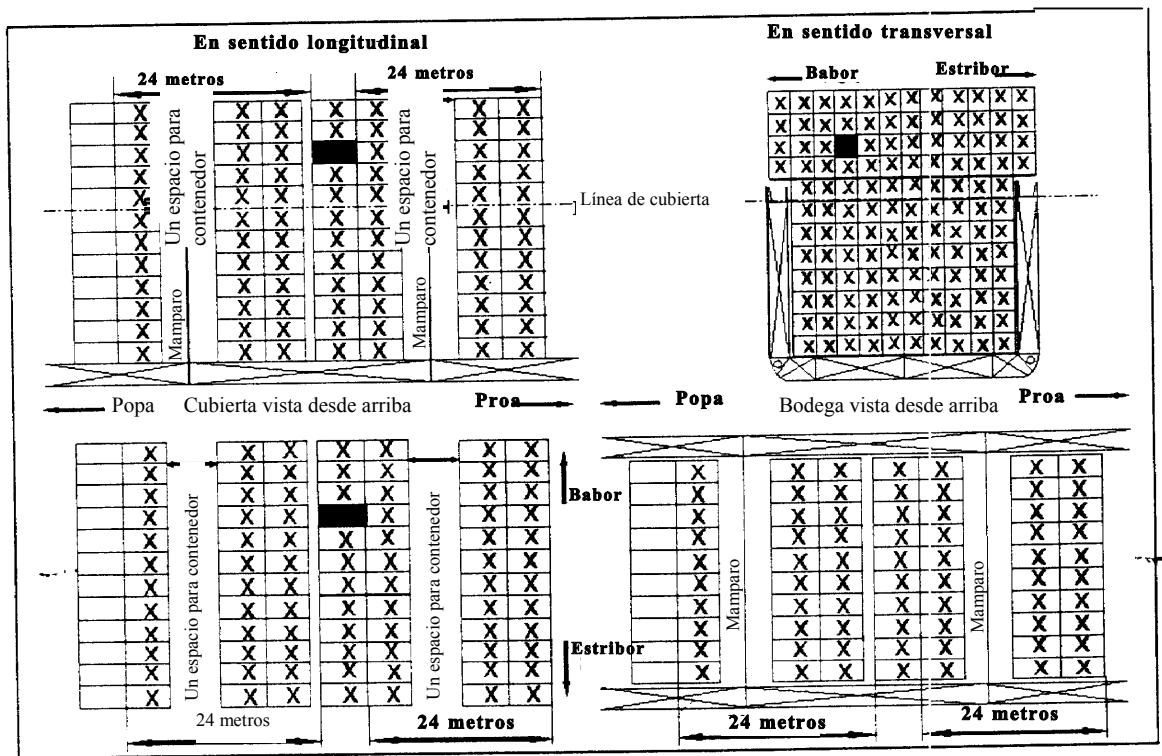 En sentido longitudinal
En sentido transversal
24 metros
24 metros
Babor
Estribor
Un espacio para
contenedor
Un espacio para
contenedor
Línea de cubierta
Mamparo
Mamparo
Popa
Cubierta vista desde arriba
Proa
Popa
Bodega vista desde arriba
Proa
Babor
Un espacio para contenedor
Un espacio para contenedor
Mamparo
Mamparo
Estribor
24 metros
24 metros
24 metros
24 metros